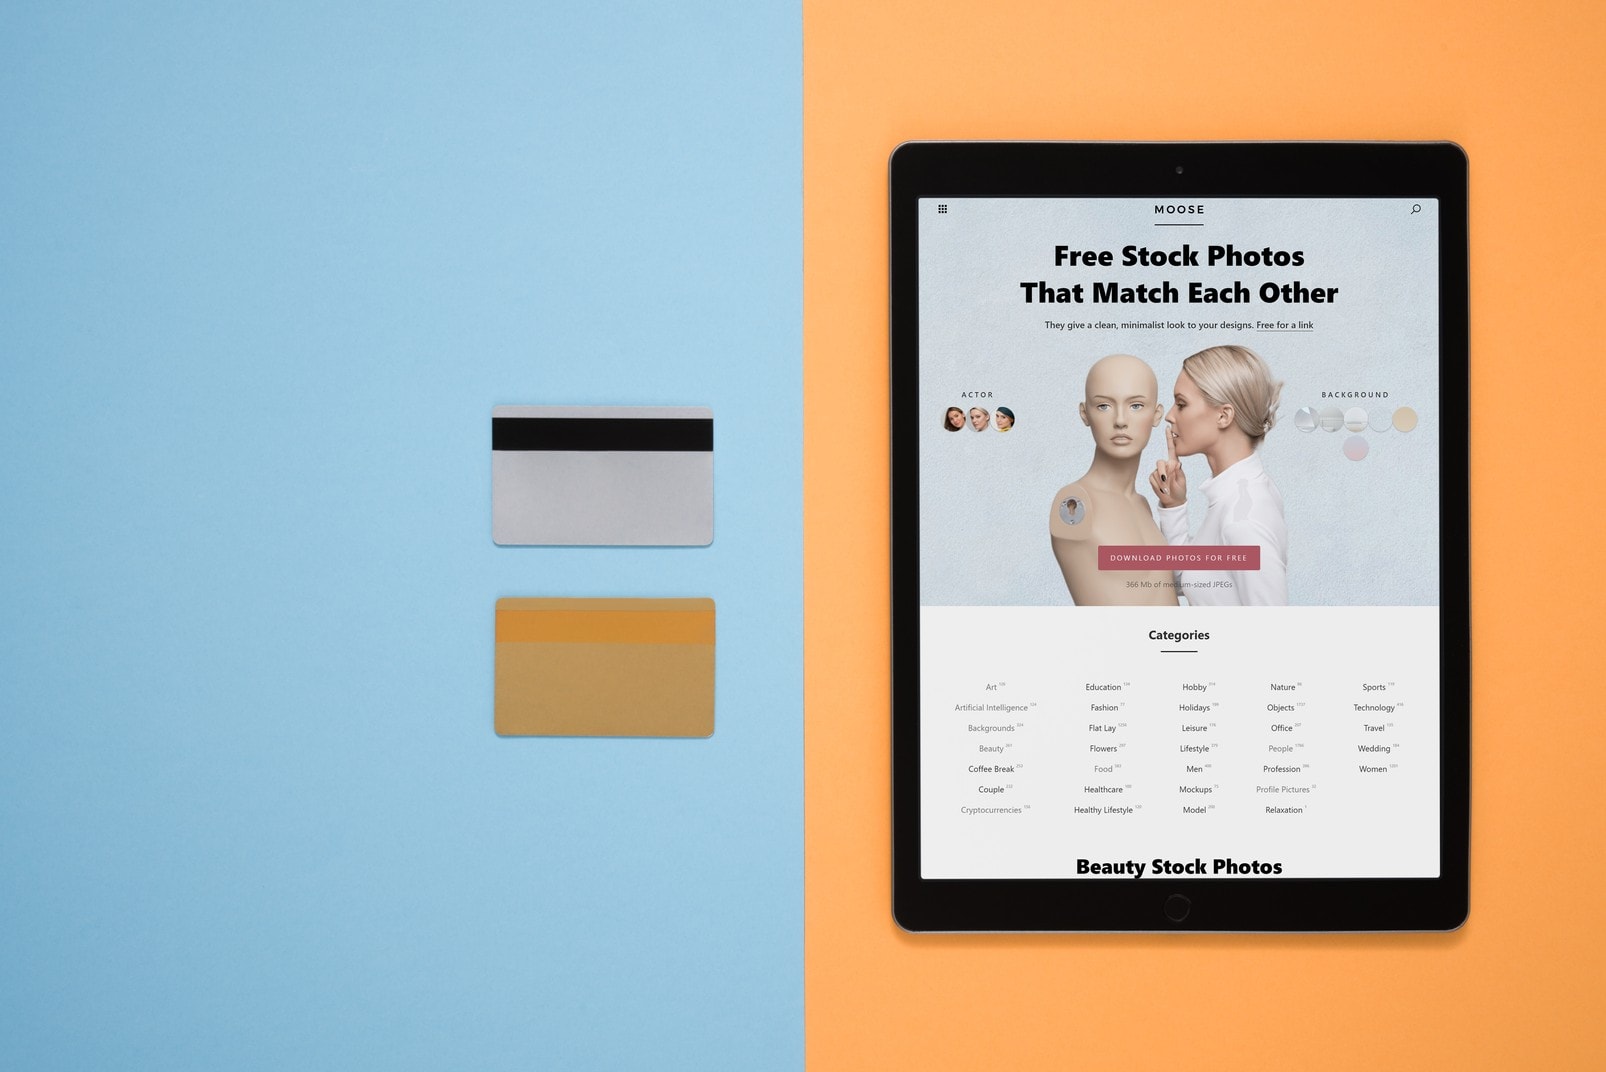 MOOSE
Free Stock Photos
That Match Each Other
They give a clean, minimalist look to your designs. Free for a link
ACTOR
BACKGROUND
DOWNLOAD PHOTOS FOR FREE
366 Mb of medium-sized JPEGs
Categories
Art
Education
Hobby
Nature
Sports
Artificial Intelligence
Fashion
Holidays
Objects
Technology
Backgrounds
Flat Lay
Leisure
Office
Travel
Beauty
Flowers
Lifestyle
People
Wedding
Coffee Break
Food
Men
Profession
Women
Couple
Healthcare
Mockups
Profile Pictures
Cryptocurrencies
Healthy Lifestyle
Model
Relaxation
Beauty Stock Photos